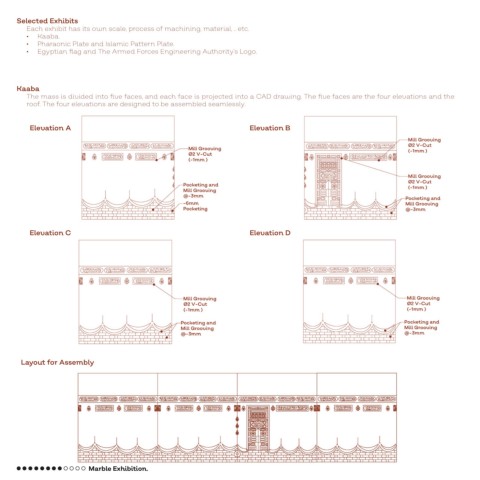 Selected Exhibits
Each exhibit has its own scale, process of machining, material, .. etc.
• Kaaba.
• Pharaonic Plate and Islamic Pattern Plate.
• Egyptian flag and The Armed Forces Engineering Authority's Logo.
Kaaba
The mass is divided into five faces, and each face is projected into a CAD drawing. The five faces are the four elevations and the
roof. The four elevations are designed to be assembled seamlessly.
Elevation A
Mill Grooving
Ø2 V-Cut
(-1mm )
Pocketing and
Mill Grooving
@-3mm
-6mm
Pocketing
Elevation B
Mill Grooving
Ø2 V-Cut
(-1mm )
Mill Grooving
Ø2 V-Cut
(-1mm )
Pocketing and
Mill Grooving
@-3mm
Elevation C
Mill Grooving
Ø2 V-Cut
(-1mm )
Pocketing and
Mill Grooving
@-3mm
Elevation D
Mill Grooving
Ø2 V-Cut
(-1mm )
Pocketing and
Mill Grooving
@-3mm
Layout for Assembly
Marble Exhibition.